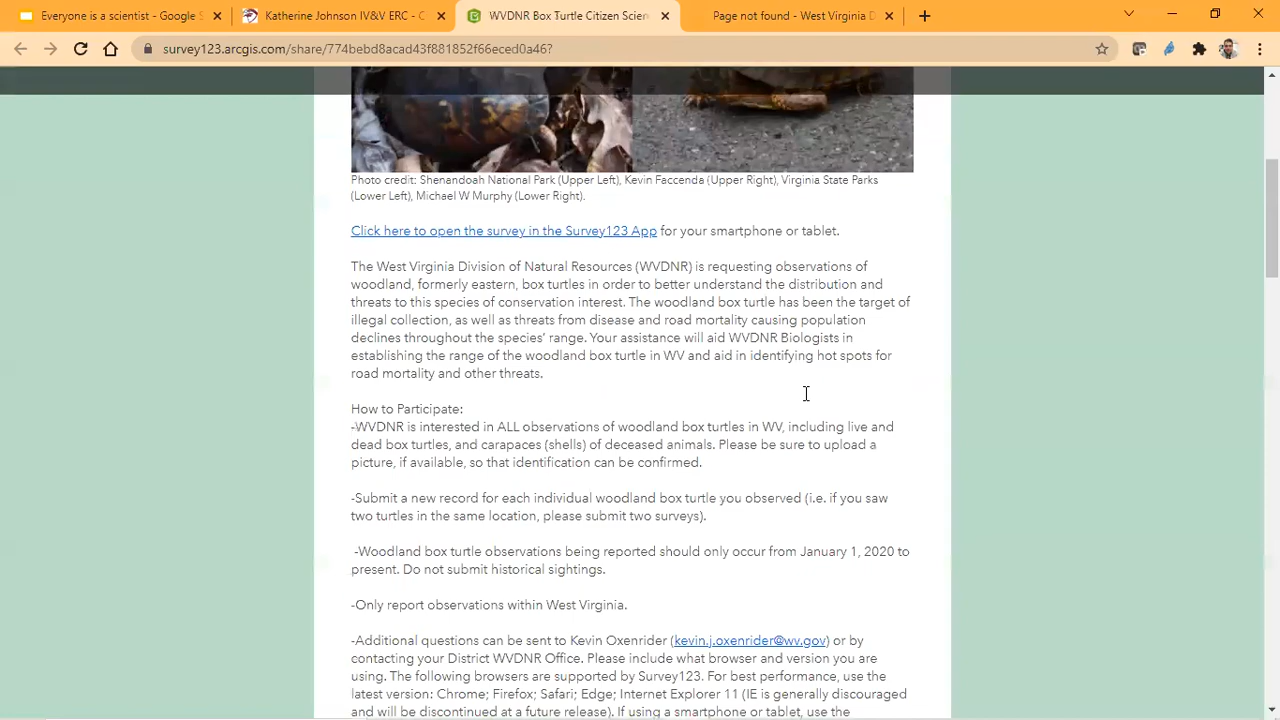 Everyone is a scientist - Google S
Katherine Johnson IV&V ERC - C
WVDNR Box Turtle Citizen Scien
Page not found - West Virginia D
survey123.arcgis.com/share/774bebd8acad43f881852f66eced0a46?
Photo credit: Shenandoah National Park (Upper Left), Kevin Faccenda (Upper Right), Virginia State Parks
(Lower Left), Michael W Murphy (Lower Right).
Click here to open the survey in the Survey123 App for your smartphone or tablet.
The West Virginia Division of Natural Resources (WVDNR) is requesting observations of
woodland, formerly eastern, box turtles in order to better understand the distribution and
threats to this species of conservation interest. The woodland box turtle has been the target of
illegal collection, as well as threats from disease and road mortality causing population
declines throughout the species' range. Your assistance will aid WVDNR Biologists in
establishing the range of the woodland box turtle in WV and aid in identifying hot spots for
road mortality and other threats.
How to Participate:
-WVDNR is interested in ALL observations of woodland box turtles in WV, including live and
dead box turtles, and carapaces (shells) of deceased animals. Please be sure to upload a
picture, if available, so that identification can be confirmed.
-Submit a new record for each individual woodland box turtle you observed (i.e. if you saw
two turtles in the same location, please submit two surveys).
-Woodland box turtle observations being reported should only occur from January 1, 2020 to
present. Do not submit historical sightings.
-Only report observations within West Virginia.
-Additional questions can be sent to Kevin Oxenrider (kevin.j.oxenrider@wv.gov) or by
contacting your District WVDNR Office. Please include what browser and version you are
using. The following browsers are supported by Survey123. For best performance, use the
latest version: Chrome; Firefox; Safari; Edge; Internet Explorer 11 (IE is generally discouraged
and will be discontinued at a future release). If using a smartphone or tablet, use the